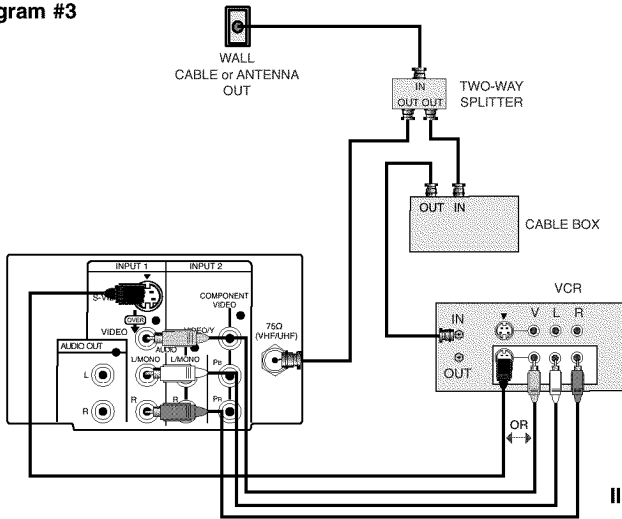 gram #3
WALL
CABLE or ANTENNA
OUT
IN
OUT OUT
TWO-WAY
SPLITTER
OUT IN
CABLE BOX
INPUT 1
INPUT 2
COMPONENT
VIDEO
OVER
VIDEO
VIDEO/Y
75Ω
(VHF/UHF)
AUDIO OUT
AUDIO
L/MONO
L/MONO
PB
L
R
R
R
PR
VCR
V L R
IN
OUT
OR